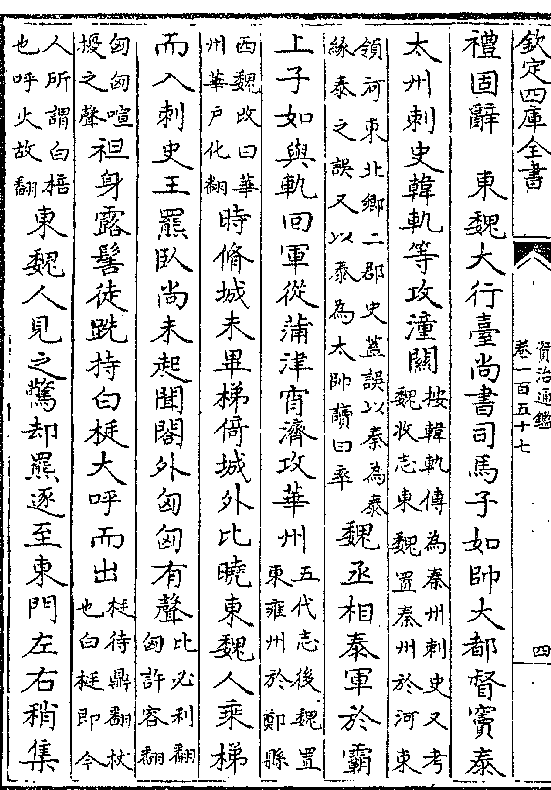 欽定四庫全書
資治通鑑
卷一百五十七
四
禮固辭　東魏大行臺尚書司馬子如帥大都督竇泰
太州刺史韓軌等攻潼關按韓軌傳為秦州刺史又考
魏收志東魏置秦州於河東
領河東北鄉二郡史蓋誤以秦為泰
緣泰之誤又以泰為太帥讀曰率魏丞相泰軍於霸
上子如與軌回軍從蒲津宵濟攻華州五代志後魏置
東雍州於鄭縣
西魏改曰華
州華戶化翻時脩城未畢梯倚城外比曉東魏人乘梯
而入刺史王羆臥尚未起聞閤外匈匈有聲比必利翻
匈許容翻
匈匈喧
擾之聲袒身露髻徒跣持白梃大呼而出梃待鼎翻杖
也白梃即今
人所謂白棓
也呼火故翻東魏人見之驚却羆逐至東門左右稍集